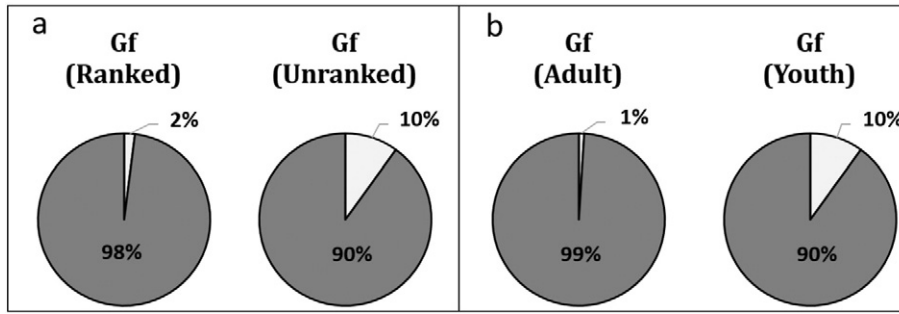 a
Gf
(Ranked)
2%
98%
Gf
(Unranked)
10%
90%
b
Gf
(Adult)
1%
99%
Gf
(Youth)
10%
90%